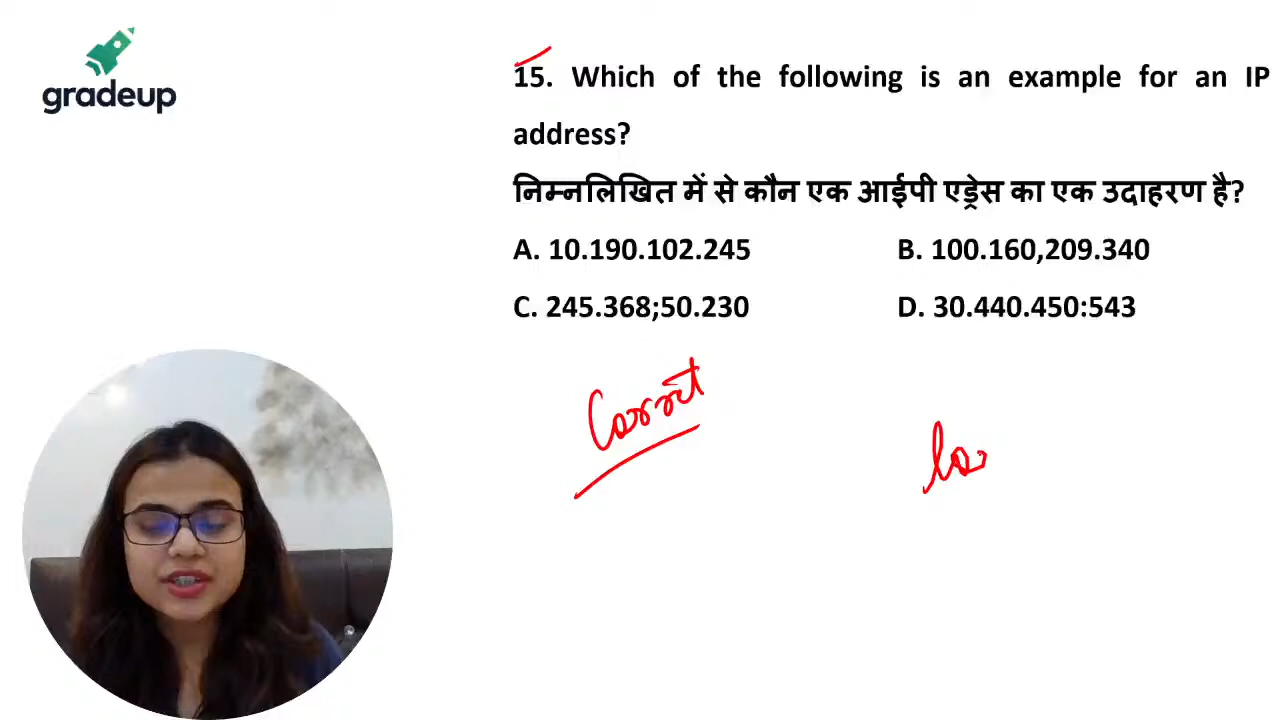 gradeup
15. Which of the following is an example for an IP
address?
निम्नलिखित में से कौन एक आईपी एड्रेस का एक उदाहरण है?
A. 10.190.102.245 B. 100.160,209.340
C. 245.368;50.230 D. 30.440.450:543